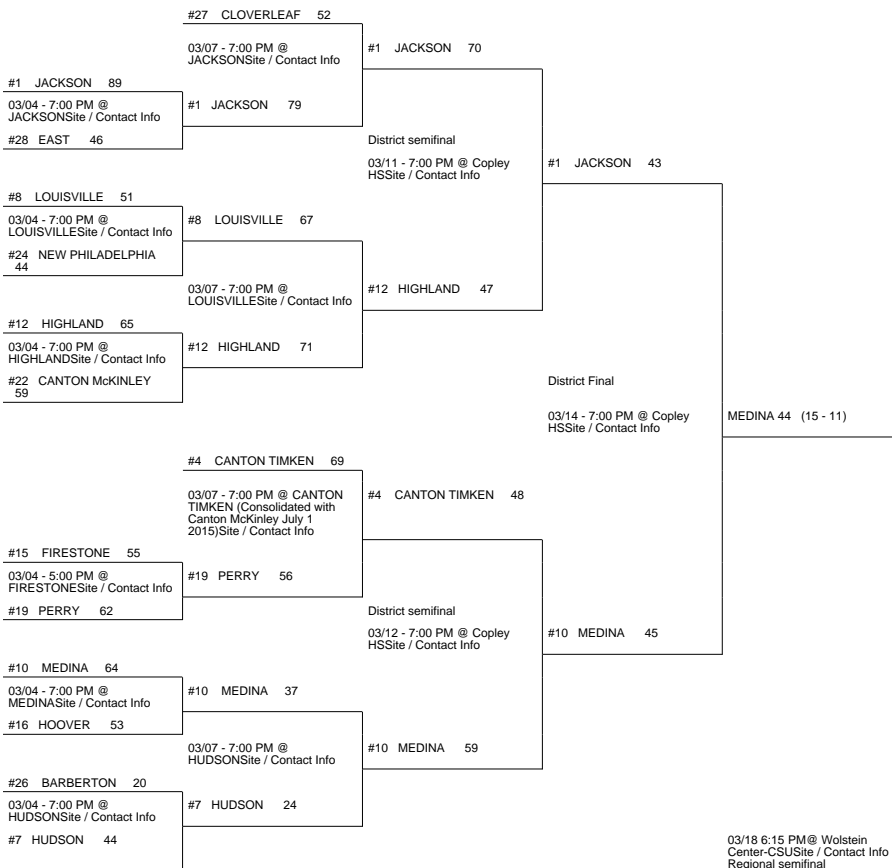 #27 CLOVERLEAF 52
03/07 - 7:00 PM @
JACKSONSite / Contact Info
#1 JACKSON 70
#1 JACKSON 89
03/04 - 7:00 PM @
JACKSONSite / Contact Info
#1 JACKSON 79
#28 EAST 46
District semifinal
03/11 - 7:00 PM @ Copley
HSSite / Contact Info
#1 JACKSON 43
#8 LOUISVILLE 51
03/04 - 7:00 PM @
LOUISVILLESite / Contact Info
#8 LOUISVILLE 67
#24 NEW PHILADELPHIA
44
03/07 - 7:00 PM @
LOUISVILLESite / Contact Info
#12 HIGHLAND 47
#12 HIGHLAND 65
03/04 - 7:00 PM @
HIGHLANDSite / Contact Info
#12 HIGHLAND 71
#22 CANTON McKINLEY
59
District Final
03/14 - 7:00 PM @ Copley
HSSite / Contact Info
MEDINA 44 (15 - 11)
#4 CANTON TIMKEN 69
03/07 - 7:00 PM @ CANTON
TIMKEN (Consolidated with
Canton McKinley July 1
2015)Site / Contact Info
#4 CANTON TIMKEN 48
#15 FIRESTONE 55
03/04 - 5:00 PM @
FIRESTONESite / Contact Info
#19 PERRY 56
#19 PERRY 62
District semifinal
03/12 - 7:00 PM @ Copley
HSSite / Contact Info
#10 MEDINA 45
#10 MEDINA 64
03/04 - 7:00 PM @
MEDINASite / Contact Info
#10 MEDINA 37
#16 HOOVER 53
03/07 - 7:00 PM @
HUDSONSite / Contact Info
#10 MEDINA 59
#26 BARBERTON 20
03/04 - 7:00 PM @
HUDSONSite / Contact Info
#7 HUDSON 24
#7 HUDSON 44
03/18 6:15 PM@ Wolstein
Center-CSUSite / Contact Info
Regional semifinal